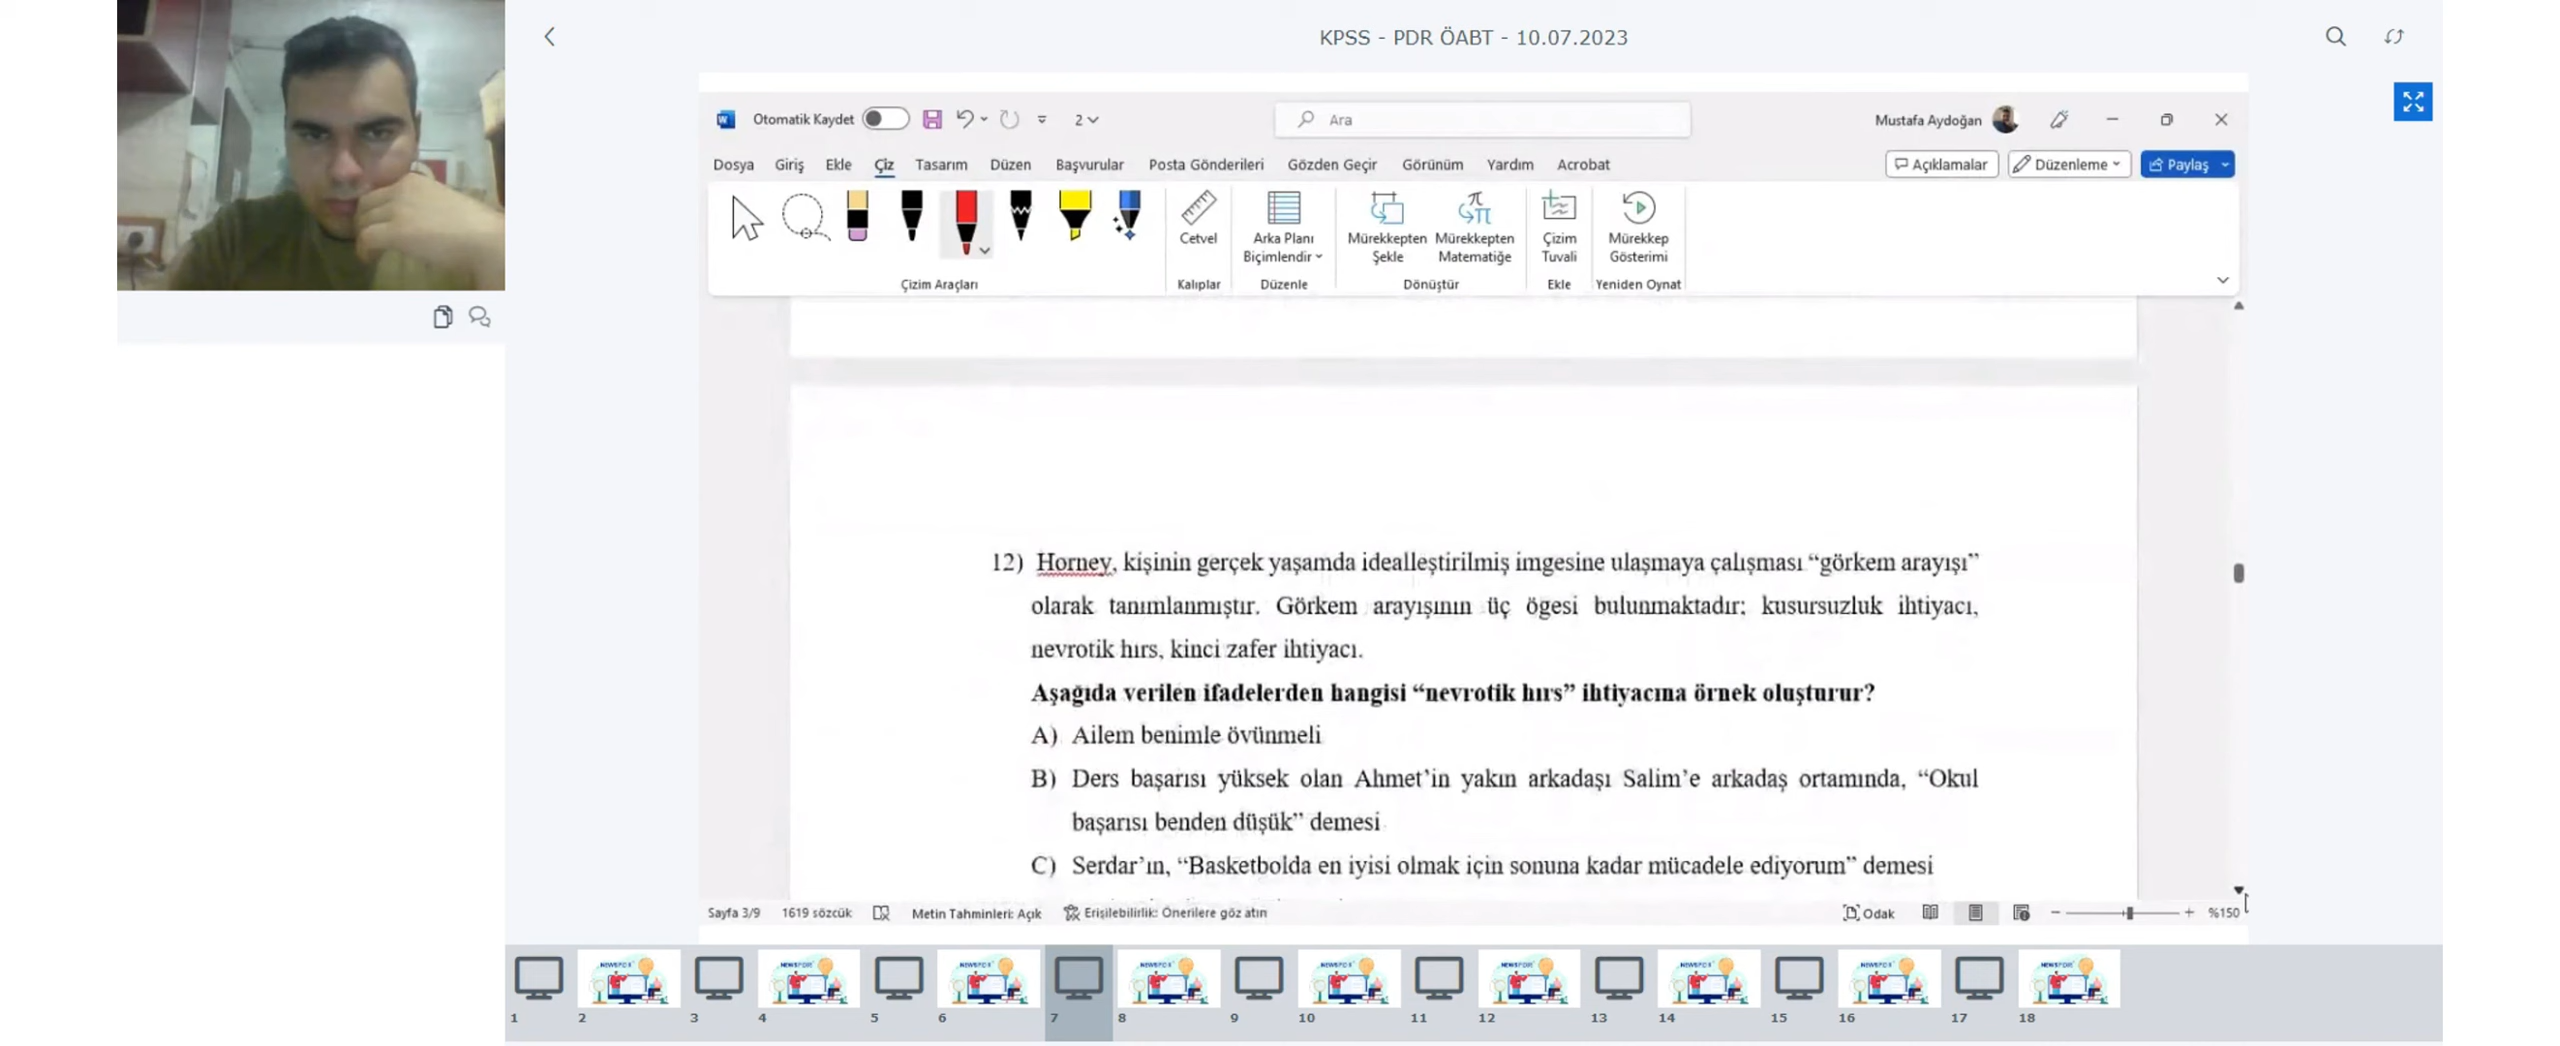 KPSS - PDR ÖABT - 10.07.2023
Otomatik Kaydet
2
Ara
Mustafa Aydoğan
Dosya Giriş Ekle Çiz Tasarım Düzen Başvurular Posta Gönderileri Gözden Geçir Görünüm Yardım Acrobat
Açıklamalar Düzenleme Paylaş
Cetvel
Arka Planı Biçimlendir
Mürekkepten Şekle
Mürekkepten Matematiğe
Çizim Tuvali
Mürekkep Gösterimi
Çizim Araçları Kalıplar Düzenle Dönüştür Ekle Yeniden Oynat
12) Horney, kişinin gerçek yaşamda idealleştirilmiş imgesine ulaşmaya çalışması “görkem arayışı”
olarak tanımlanmıştır. Görkem arayışının üç ögesi bulunmaktadır; kusursuzluk ihtiyacı,
nevrotik hırs, kinci zafer ihtiyacı.
Aşağıda verilen ifadelerden hangisi “nevrotik hırs” ihtiyacına örnek oluşturur?
A) Ailem benimle övünmeli
B) Ders başarısı yüksek olan Ahmet’in yakın arkadaşı Salim’e arkadaş ortamında, “Okul
başarısı benden düşük” demesi
C) Serdar’ın, “Basketbolda en iyisi olmak için sonuna kadar mücadele ediyorum” demesi
Sayfa 3/9 1619 sözcük Metin Tahminleri: Açık Erişilebilirlik: Önerilere göz atın Odak %150
1 2 3 4 5 6 7 8 9 10 11 12 13 14 15 16 17 18